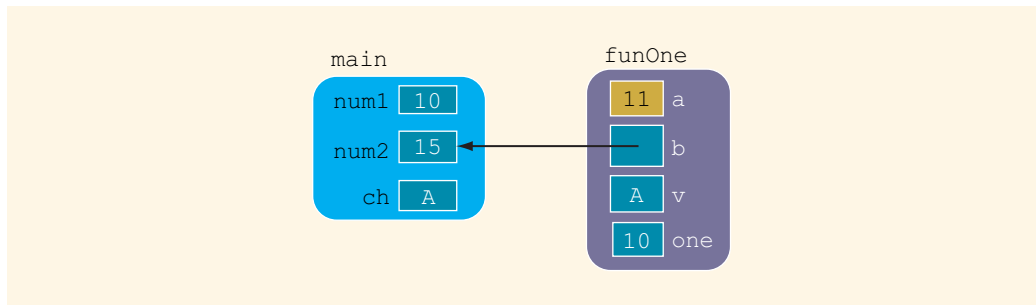 main
num1 10
num2 15
ch A
funOne
11 a
b
A v
10 one